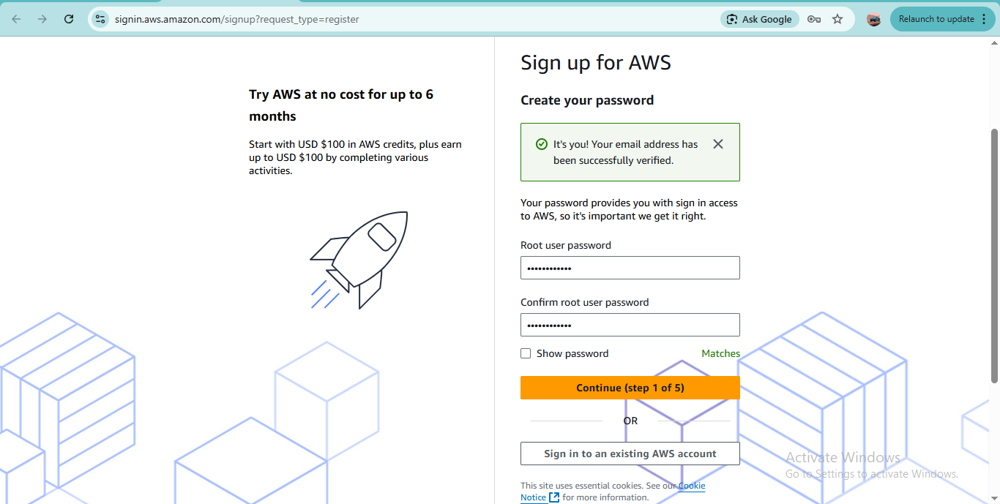 signin.aws.amazon.com/signup?request_type=register
Ask Google
Relaunch to update
Try AWS at no cost for up to 6
months
Start with USD $100 in AWS credits, plus earn
up to USD $100 by completing various
activities.
Sign up for AWS
Create your password
It's you! Your email address has
been successfully verified.
Your password provides you with sign in access
to AWS, so it's important we get it right.
Root user password
••••••••••••
Confirm root user password
••••••••••••
Show password
Matches
Continue (step 1 of 5)
OR
Sign in to an existing AWS account
This site uses essential cookies. See our Cookie
Notice for more information.
Activate Windows
Go to Settings to activate Windows.